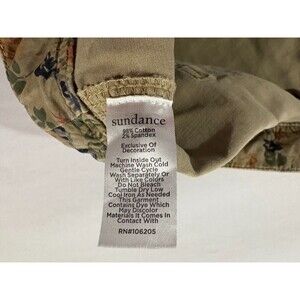 sundance
98% Cotton
2% Spandex
Exclusive Of
Decoration
Turn Inside Out
Machine Wash Cold
Gentle Cycle
Wash Separately Or
With Like Colors
Do Not Bleach
Tumble Dry Low
Cool Iron As Needed
This Garment
Contains Dye Which
May Discolor
Materials It Comes In
Contact With
RN#106205